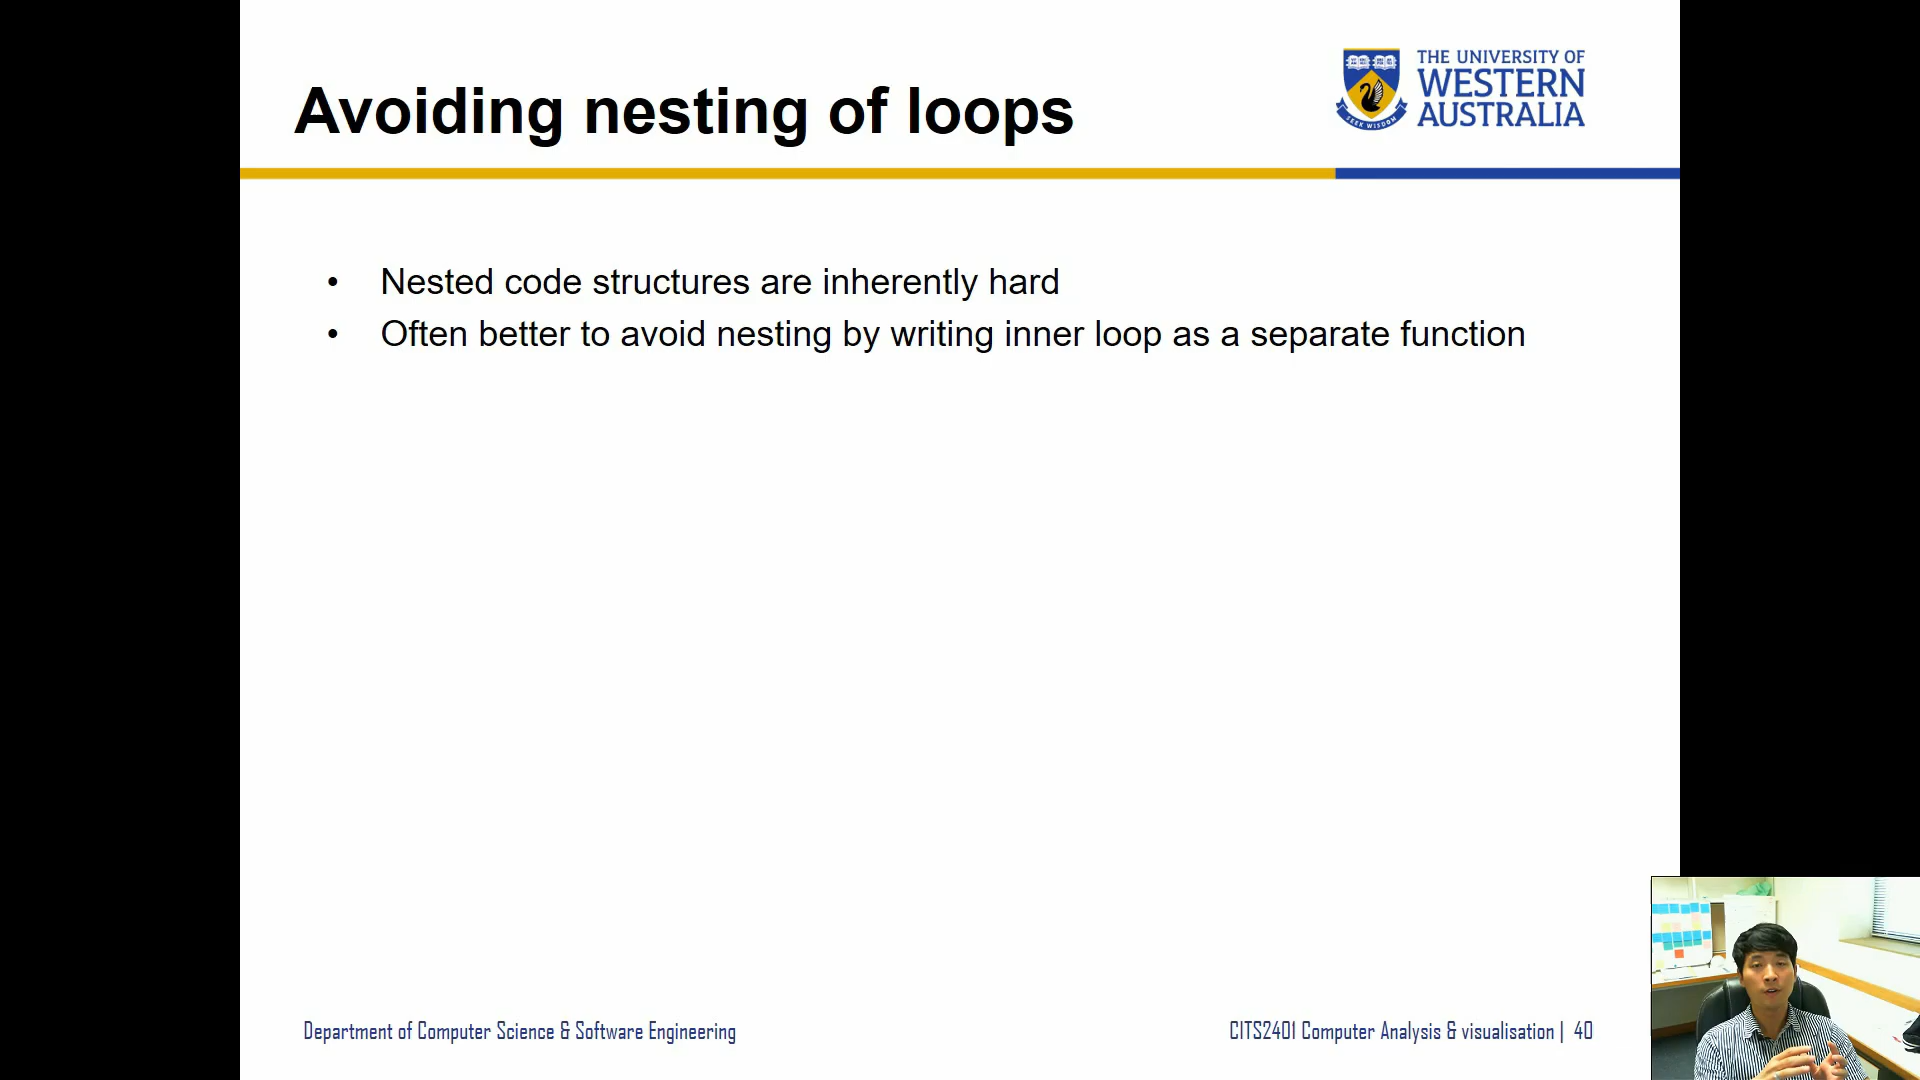 Avoiding nesting of loops
THE UNIVERSITY OF
WESTERN
AUSTRALIA
SEEK WISDOM
• Nested code structures are inherently hard
• Often better to avoid nesting by writing inner loop as a separate function
Department of Computer Science & Software Engineering
CITS2401 Computer Analysis & visualisation | 40